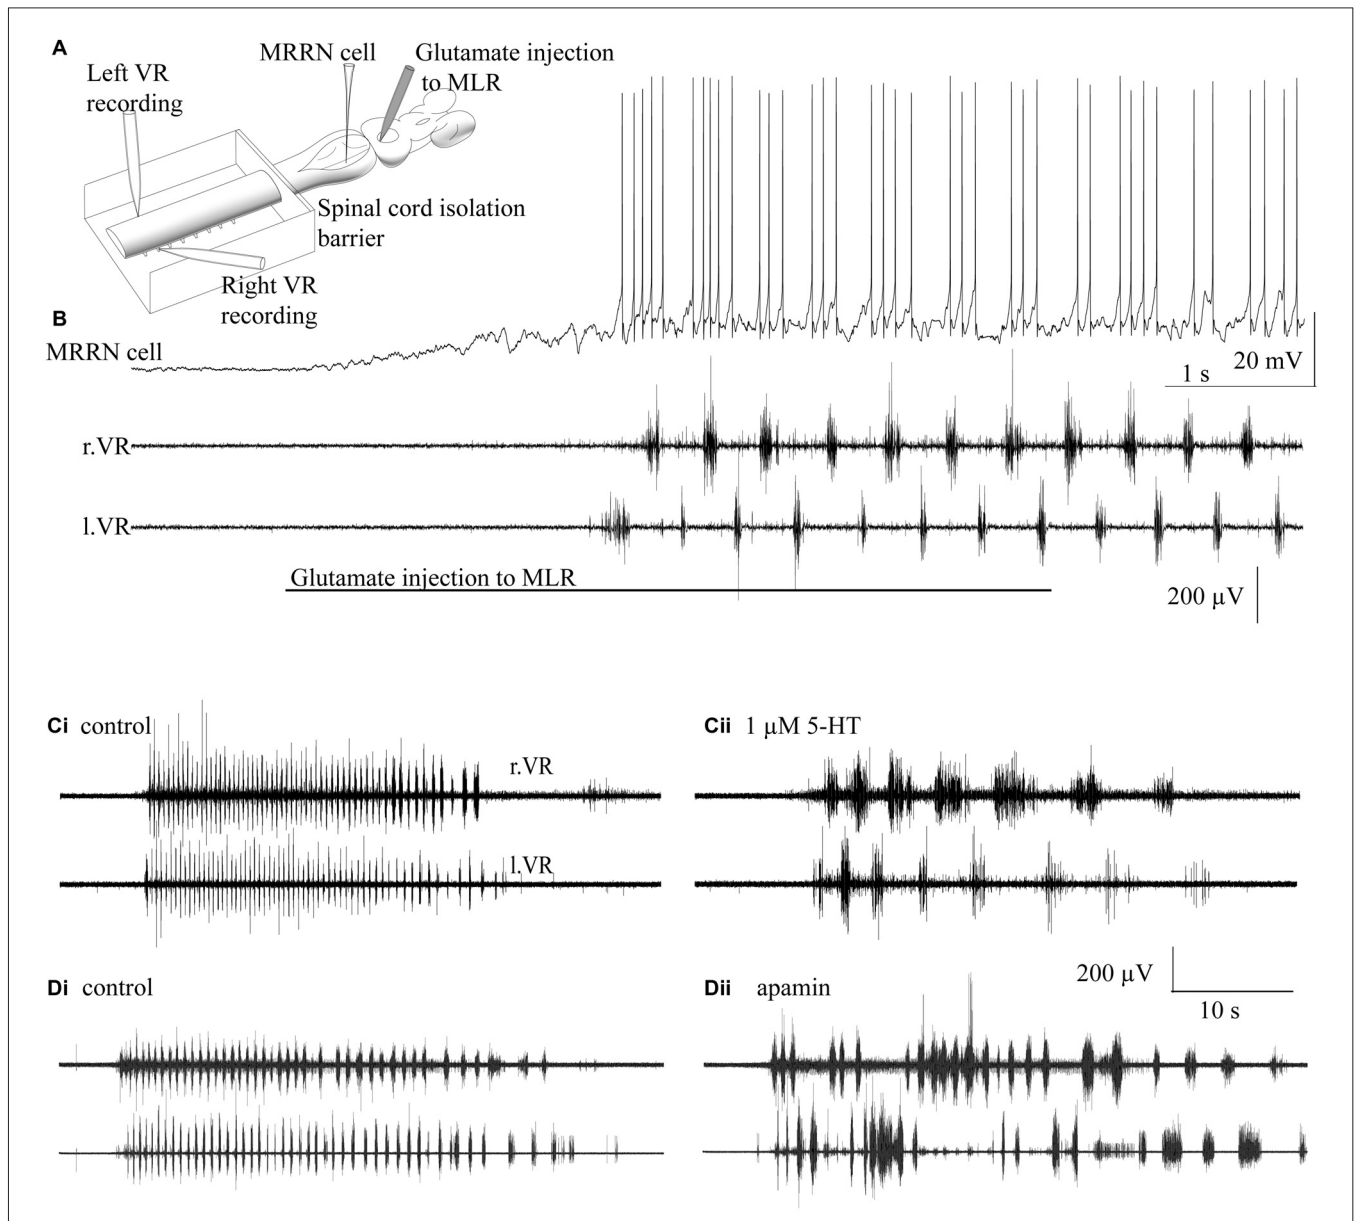 A
MRRN cell
Glutamate injection
to MLR
Left VR
recording
Spinal cord isolation
barrier
Right VR
recording
B
MRRN cell
20 mV
1 s
r.VR
l.VR
Glutamate injection to MLR
200 µV
Ci control
r.VR
l.VR
Cii 1 µM 5-HT
Di control
200 µV
10 s
Dii apamin